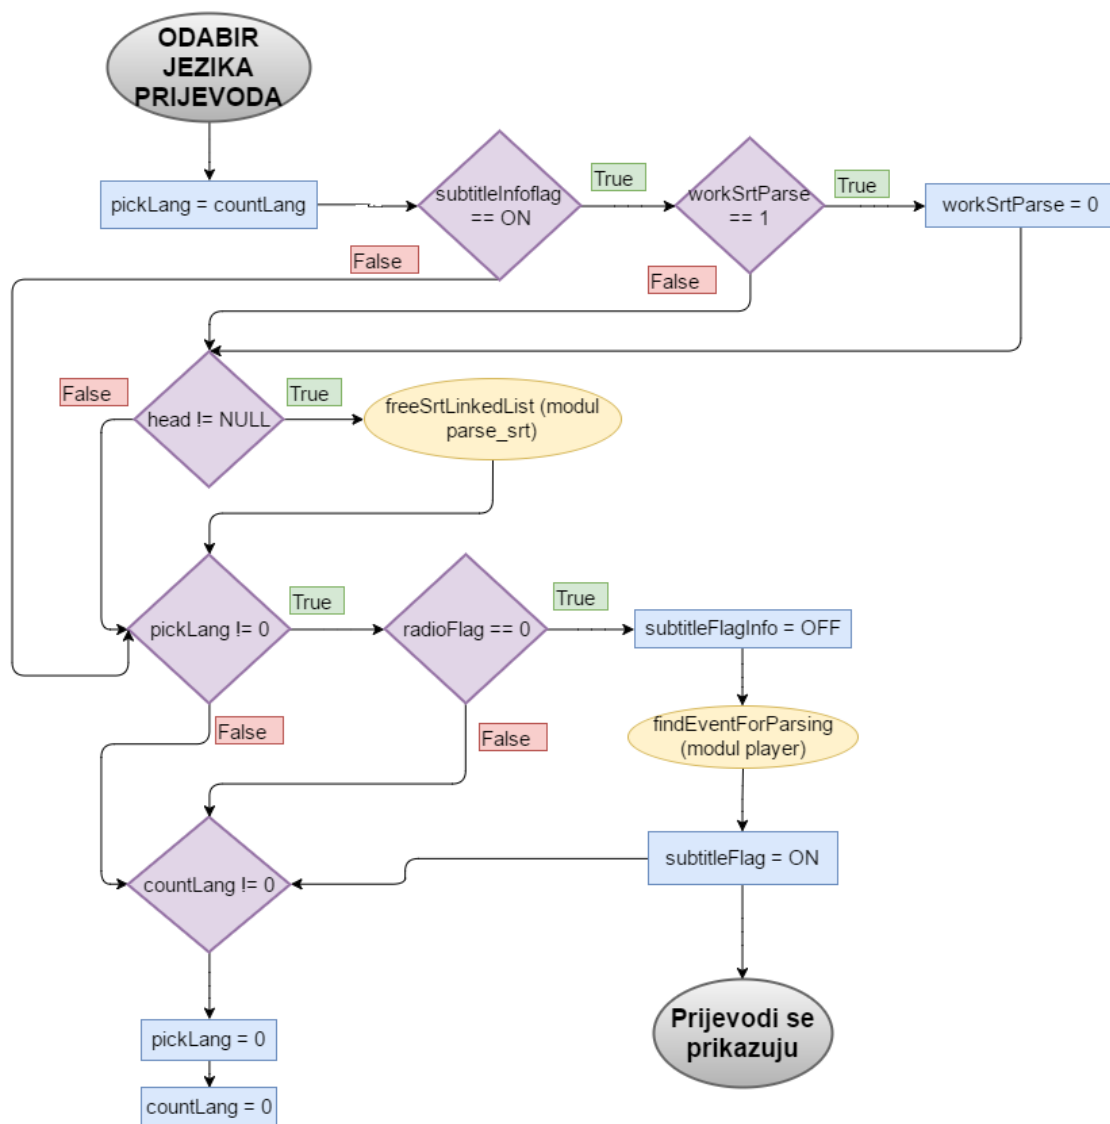 ODABIR
JEZIKA
PRIJEVODA
pickLang = countLang
subtitleInfoflag
== ON
True
workSrtParse
== 1
True
workSrtParse = 0
False
False
False
head != NULL
True
freeSrtLinkedList (modul
parse_srt)
pickLang != 0
True
radioFlag == 0
True
subtitleFlagInfo = OFF
False
False
findEventForParsing
(modul player)
countLang != 0
subtitleFlag = ON
pickLang = 0
Prijevodi se
prikazuju
countLang = 0